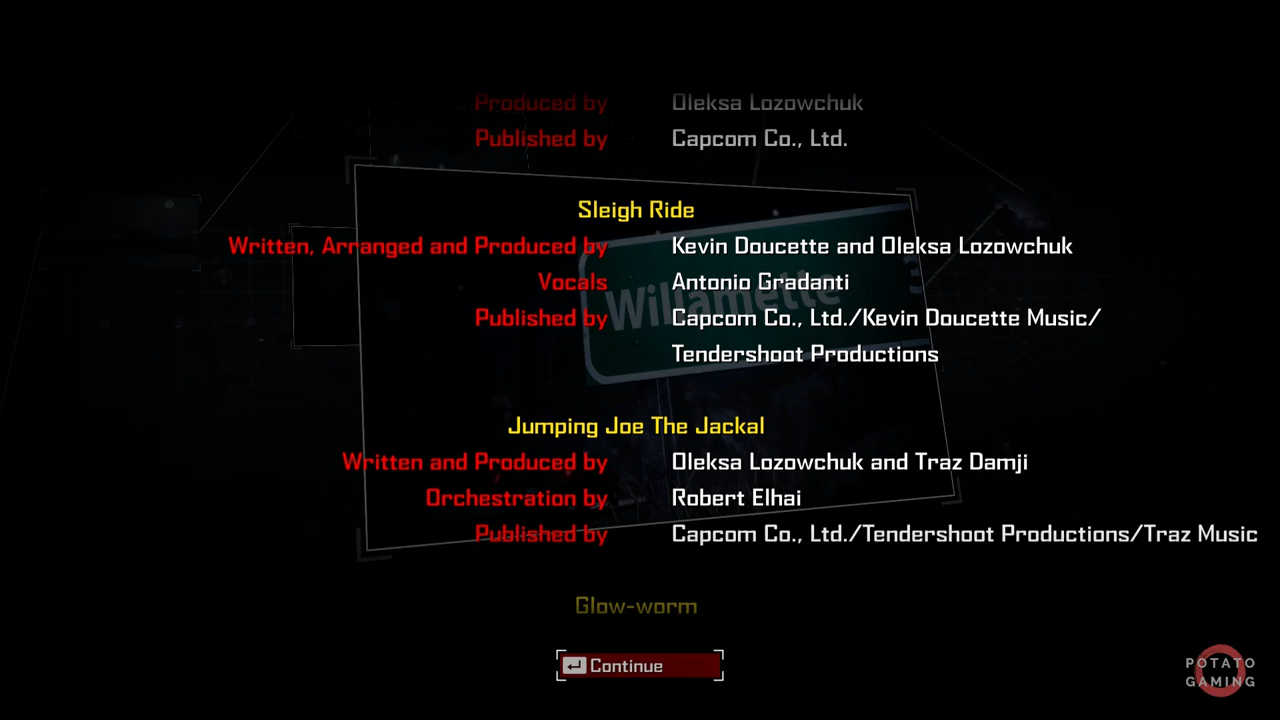 Produced by Oleksa Lozowchuk
Published by Capcom Co., Ltd.
Sleigh Ride
Written, Arranged and Produced by Kevin Doucette and Oleksa Lozowchuk
Vocals Antonio Gradanti
Published by Capcom Co., Ltd./Kevin Doucette Music/
Tendershoot Productions
Willamette
Jumping Joe The Jackal
Written and Produced by Oleksa Lozowchuk and Traz Damji
Orchestration by Robert Elhai
Published by Capcom Co., Ltd./Tendershoot Productions/Traz Music
Glow-worm
Continue
POTATO
GAMING